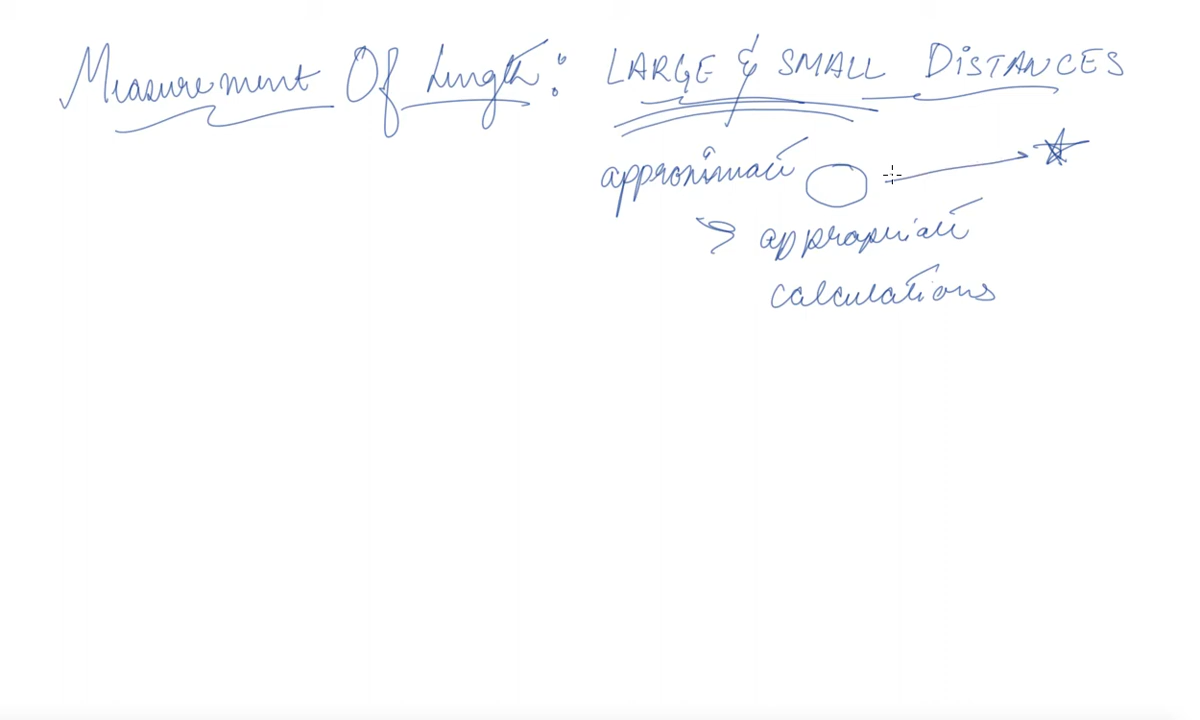 Measurement Of Length: LARGE & SMALL DISTANCES
approximate
appropriate
calculations